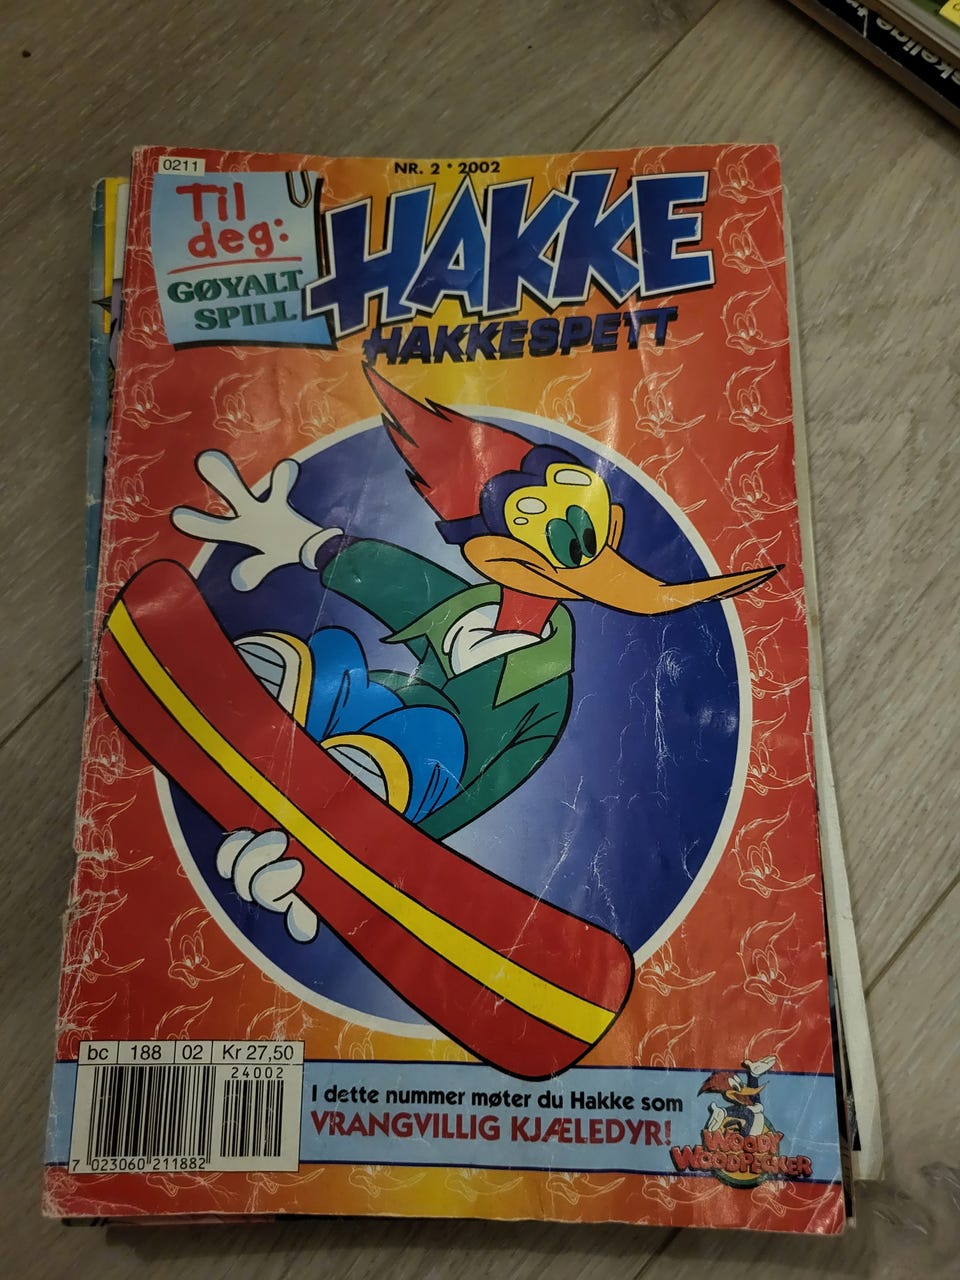 0211
NR. 2 • 2002
Til
deg:
GØYALT
SPILL
HAKKE
HAKKESPETT
bc 188 02 Kr 27,50
24002
7 023060 211882
I dette nummer møter du Hakke som
VRANGVILLIG KJÆLEDYR!
WOODY
WOODPECKER